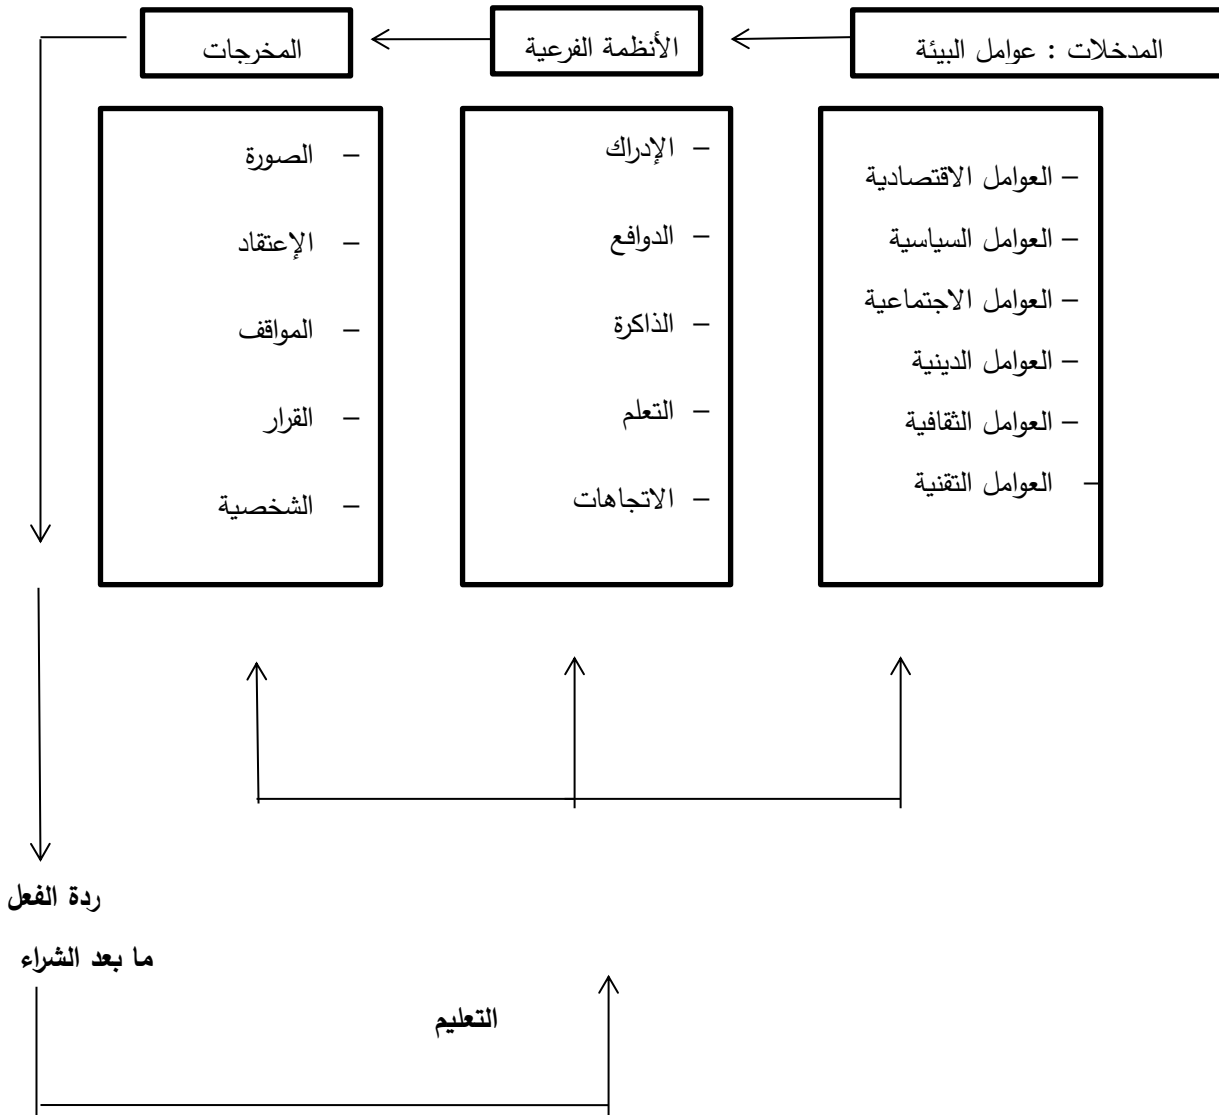 المدخلات : عوامل البيئة
الأنظمة الفرعية
المخرجات
– العوامل الاقتصادية
– العوامل السياسية
– العوامل الاجتماعية
– العوامل الدينية
– العوامل الثقافية
– العوامل التقنية
– الإدراك
– الدوافع
– الذاكرة
– التعلم
– الاتجاهات
– الصورة
– الإعتقاد
– المواقف
– القرار
– الشخصية
ردة الفعل
ما بعد الشراء
التعليم